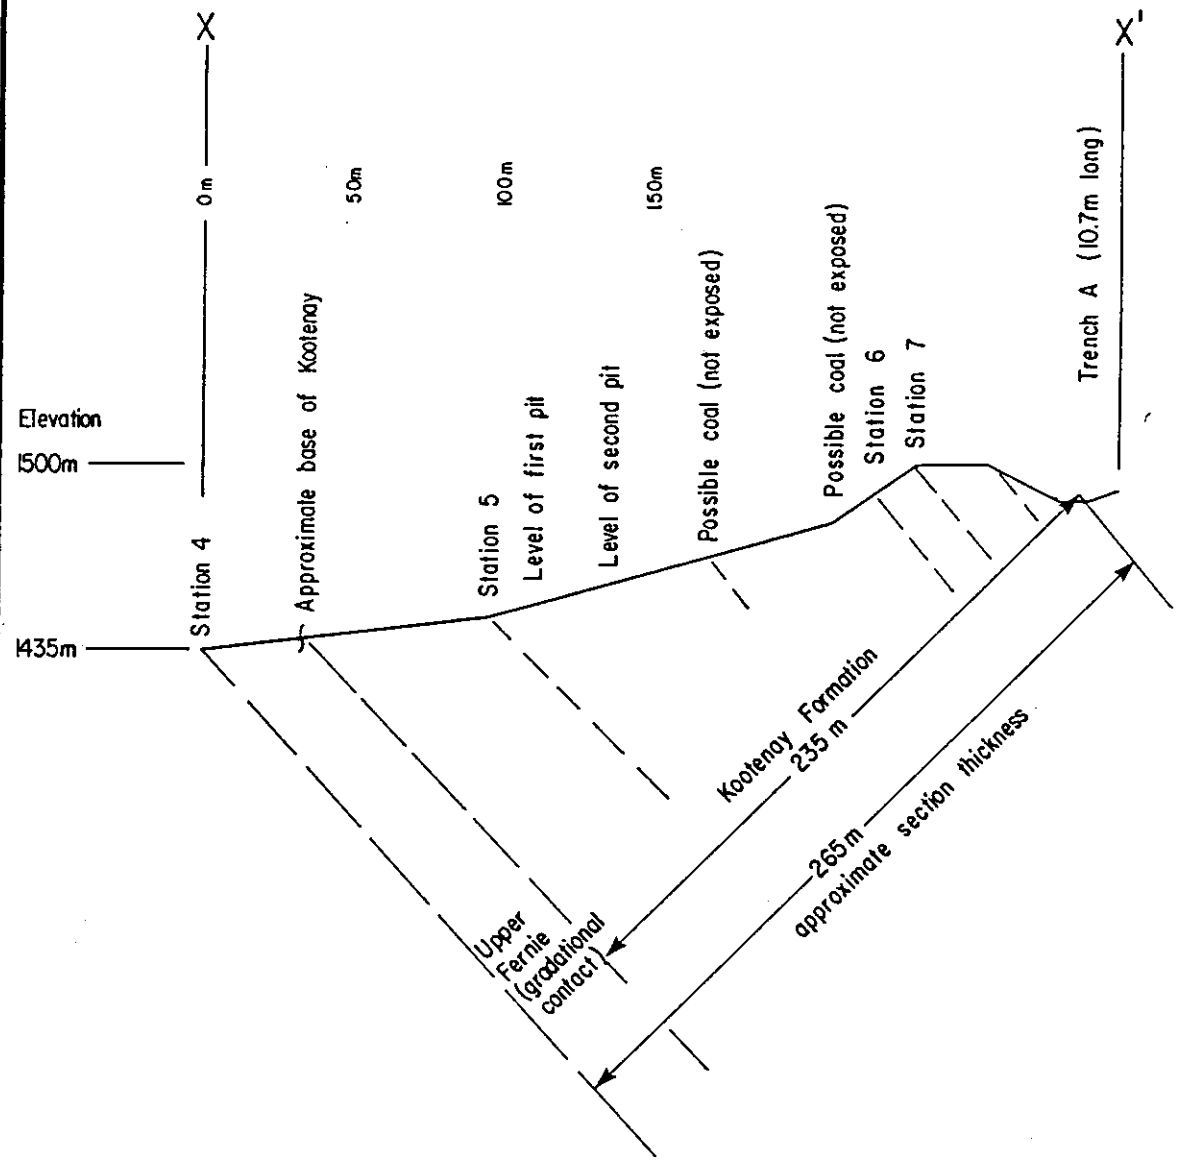 X
X'
0m
50m
100m
150m
Elevation
1500m
1435m
Station 4
Approximate base of Kootenay
Station 5
Level of first pit
Level of second pit
Possible coal (not exposed)
Possible coal (not exposed)
Station 6
Station 7
Trench A (10.7m long)
Kootenay Formation
235 m
265m
approximate section thickness
Upper
Fernie
(gradational
contact)